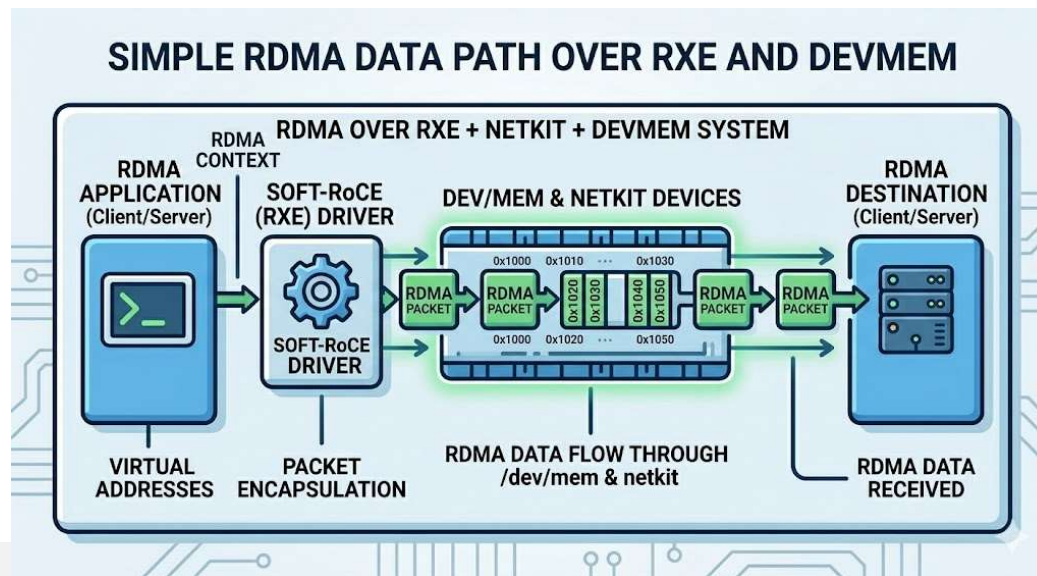 SIMPLE RDMA DATA PATH OVER RXE AND DEVMEM
RDMA OVER RXE + NETKIT + DEVMEM SYSTEM
RDMA
CONTEXT
RDMA
APPLICATION
(Client/Server)
SOFT-RoCE
(RXE) DRIVER
DEV/MEM & NETKIT DEVICES
RDMA
DESTINATION
(Client/Server)
>_
SOFT-RoCE
DRIVER
RDMA
PACKET
RDMA
PACKET
0x1000 0x1010 ... 0x1030
0x1020
0x1030
0x1040
0x1050
0x1000 0x1020 ... 0x1050
RDMA
PACKET
RDMA
PACKET
VIRTUAL
ADDRESSES
PACKET
ENCAPSULATION
RDMA DATA FLOW THROUGH
/dev/mem & netkit
RDMA DATA
RECEIVED